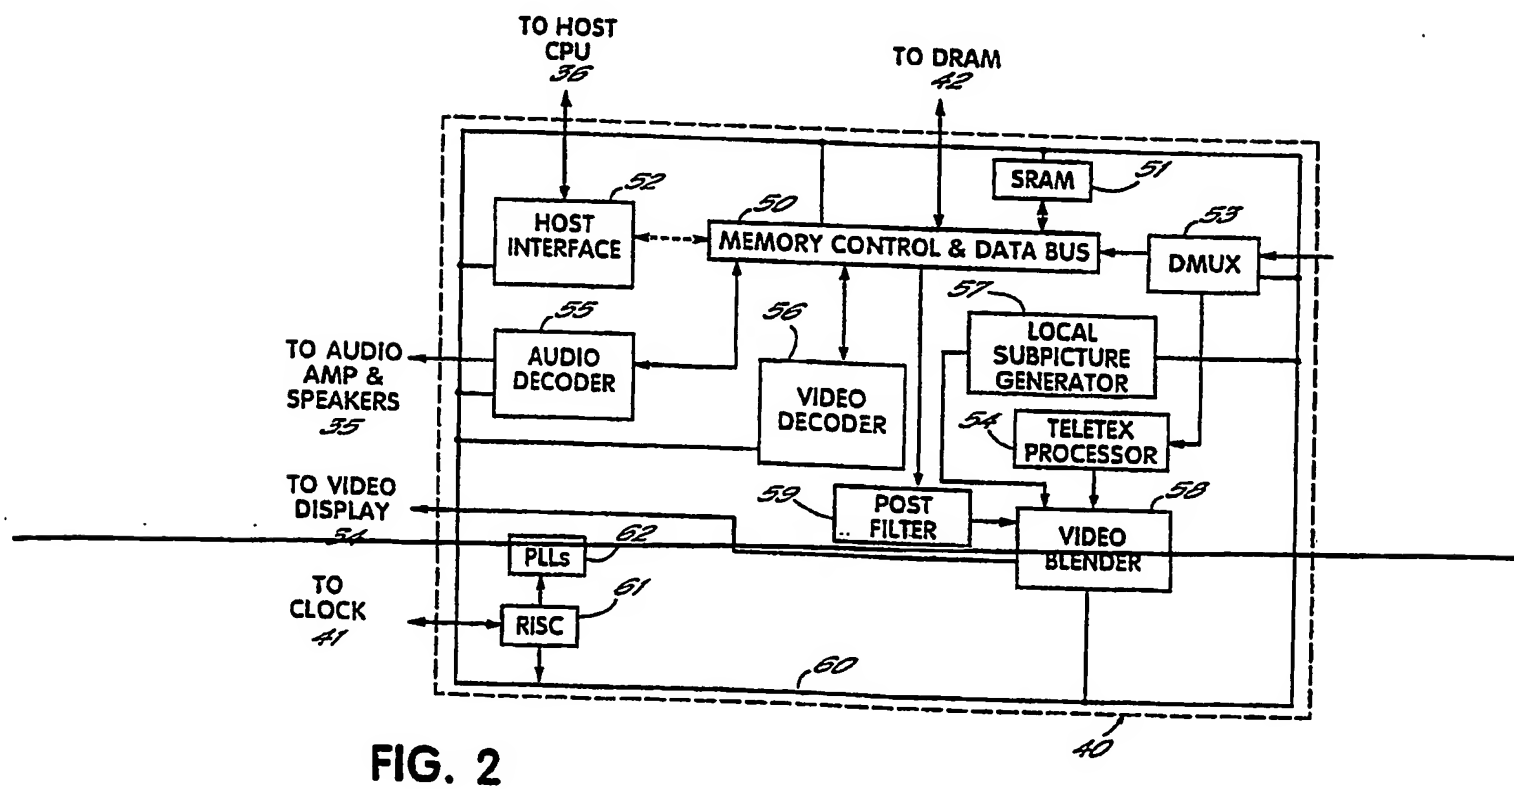 TO HOST
CPU
36
TO DRAM
42
SRAM
51
52
HOST
INTERFACE
50
MEMORY CONTROL & DATA BUS
53
DMUX
55
AUDIO
DECODER
TO AUDIO
AMP &
SPEAKERS
35
56
VIDEO
DECODER
57
LOCAL
SUBPICTURE
GENERATOR
54
TELETEX
PROCESSOR
TO VIDEO
DISPLAY
59
POST
FILTER
58
VIDEO
BLENDER
62
PLLs
TO
CLOCK
41
61
RISC
60
40
FIG. 2